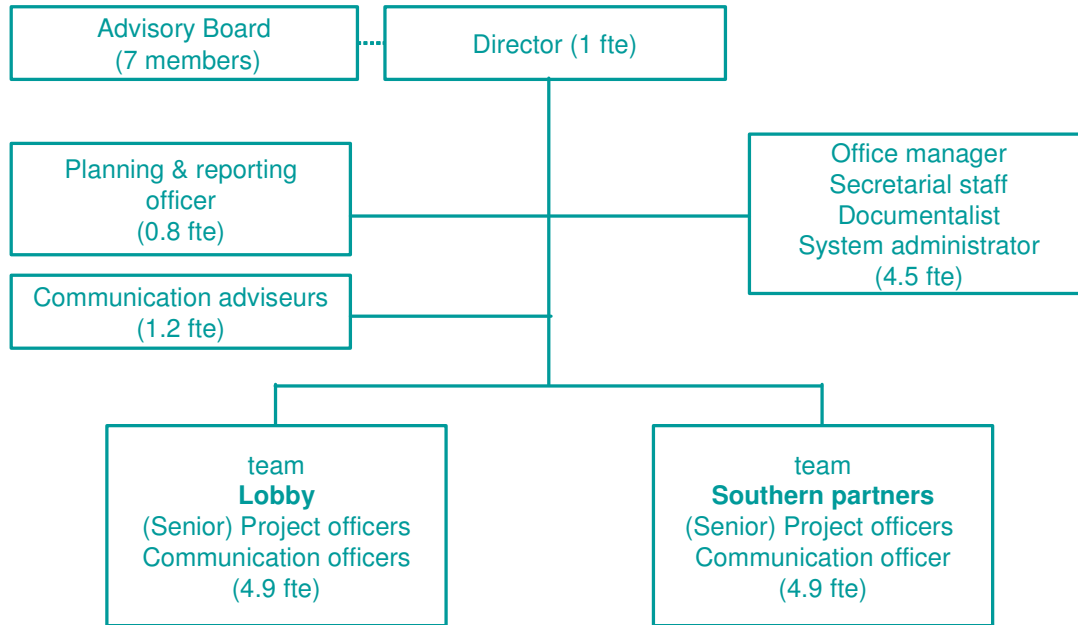 Advisory Board
(7 members)
Director (1 fte)
Planning & reporting
officer
(0.8 fte)
Office manager
Secretarial staff
Documentalist
System administrator
(4.5 fte)
Communication adviseurs
(1.2 fte)
team
Lobby
(Senior) Project officers
Communication officers
(4.9 fte)
team
Southern partners
(Senior) Project officers
Communication officer
(4.9 fte)